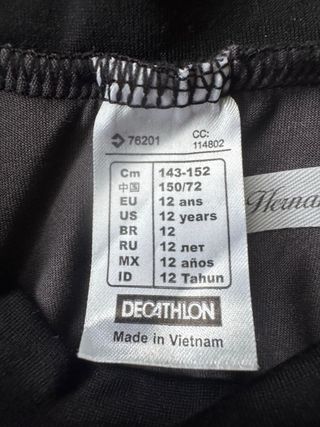 76201
CC:
114802
Cm 143-152
中国 150/72
EU 12 ans
US 12 years
BR 12
RU 12 лет
MX 12 años
ID 12 Tahun
DECATHLON
Made in Vietnam